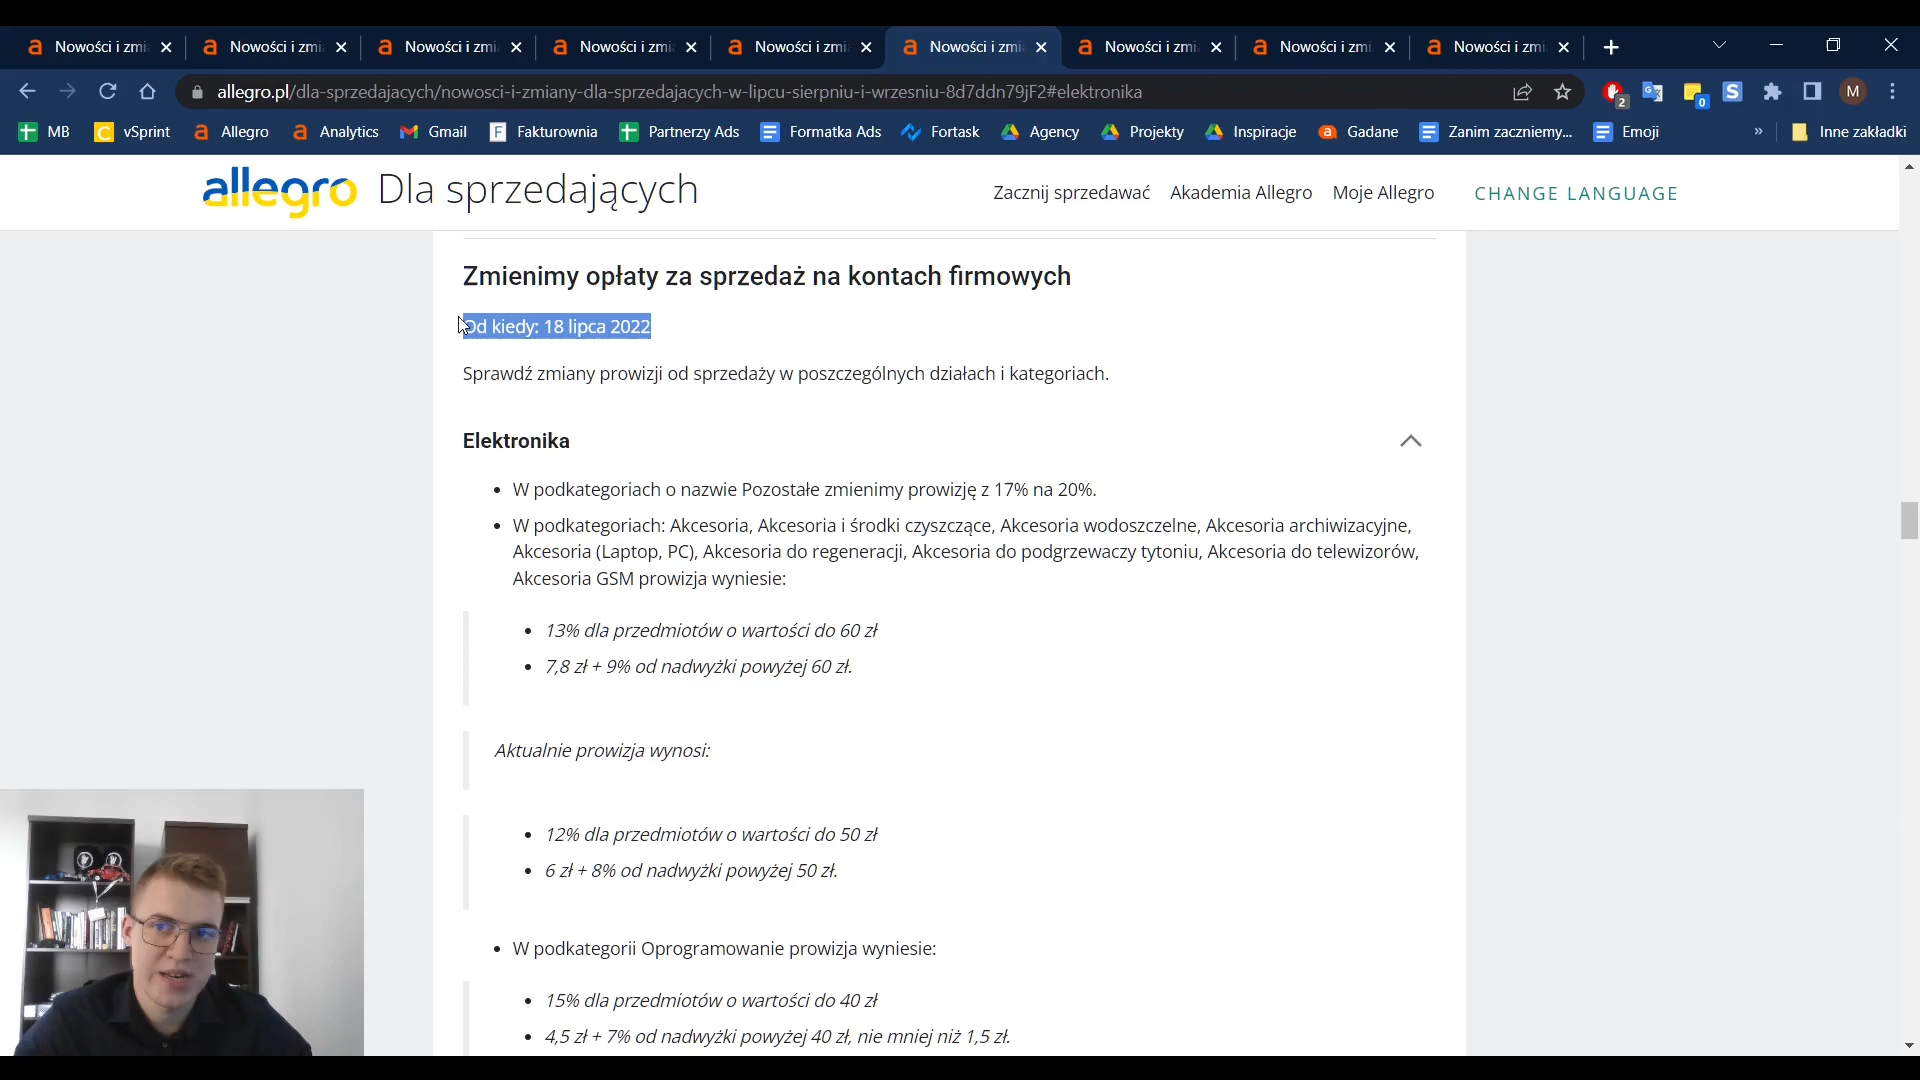 Nowości i zmi
Nowości i zmi
Nowości i zmi
Nowości i zmi
Nowości i zmi
Nowości i zmi
Nowości i zmi
Nowości i zmi
Nowości i zmi
allegro.pl/dla-sprzedajacych/nowosci-i-zmiany-dla-sprzedajacych-w-lipcu-sierpniu-i-wrzesniu-8d7ddn79jF2#elektronika
2
0
S
M
MB vSprint Allegro Analytics Gmail Fakturownia Partnerzy Ads Formatka Ads Fortask Agency Projekty Inspiracje Gadane Zanim zaczniemy... Emoji » Inne zakładki
allegro Dla sprzedających
Zacznij sprzedawać Akademia Allegro Moje Allegro CHANGE LANGUAGE
Zmienimy opłaty za sprzedaż na kontach firmowych
Od kiedy: 18 lipca 2022
Sprawdź zmiany prowizji od sprzedaży w poszczególnych działach i kategoriach.
Elektronika
• W podkategoriach o nazwie Pozostałe zmienimy prowizję z 17% na 20%.
• W podkategoriach: Akcesoria, Akcesoria i środki czyszczące, Akcesoria wodoszczelne, Akcesoria archiwizacyjne,
Akcesoria (Laptop, PC), Akcesoria do regeneracji, Akcesoria do podgrzewaczy tytoniu, Akcesoria do telewizorów,
Akcesoria GSM prowizja wyniesie:
• 13% dla przedmiotów o wartości do 60 zł
• 7,8 zł + 9% od nadwyżki powyżej 60 zł.
Aktualnie prowizja wynosi:
• 12% dla przedmiotów o wartości do 50 zł
• 6 zł + 8% od nadwyżki powyżej 50 zł.
• W podkategorii Oprogramowanie prowizja wyniesie:
• 15% dla przedmiotów o wartości do 40 zł
• 4,5 zł + 7% od nadwyżki powyżej 40 zł, nie mniej niż 1,5 zł.